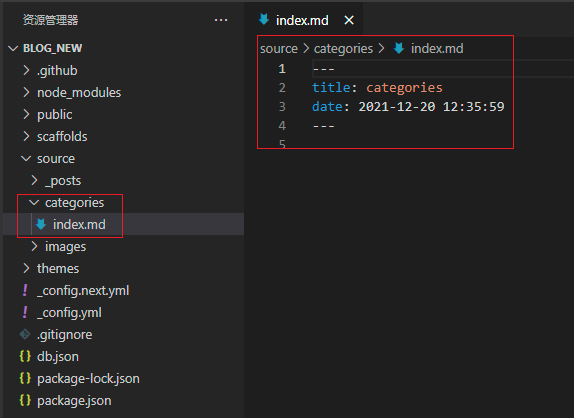 资源管理器
BLOG_NEW
.github
node_modules
public
scaffolds
source
_posts
categories
index.md
images
themes
_config.next.yml
_config.yml
.gitignore
db.json
package-lock.json
package.json
index.md
source > categories > index.md
1 ---
2 title: categories
3 date: 2021-12-20 12:35:59
4 ---
5